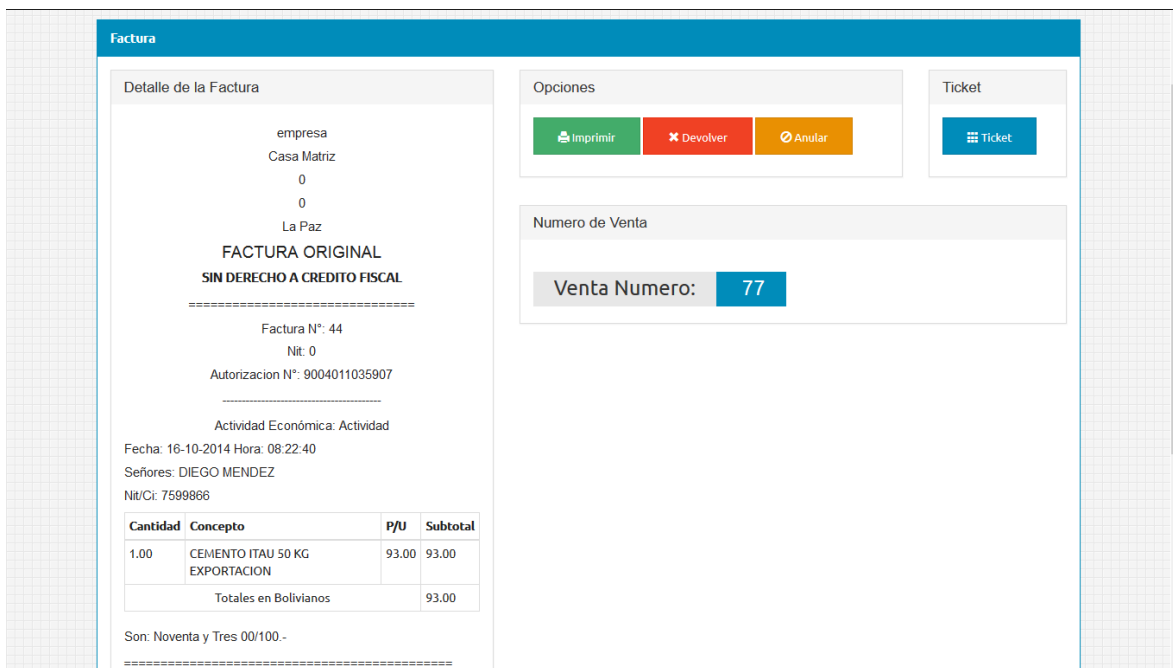 Factura
Detalle de la Factura
empresa
Casa Matriz
0
0
La Paz
FACTURA ORIGINAL
SIN DERECHO A CREDITO FISCAL
===============================
Factura N°: 44
Nit: 0
Autorizacion N°: 9004011035907
----------------------------------------
Actividad Económica: Actividad
Fecha: 16-10-2014 Hora: 08:22:40
Señores: DIEGO MENDEZ
Nit/Ci: 7599866
Cantidad Concepto P/U Subtotal
1.00 CEMENTO ITAU 50 KG 93.00 93.00
EXPORTACION
Totales en Bolivianos 93.00
Son: Noventa y Tres 00/100.-
=============================================
Opciones
Imprimir Devolver Anular
Ticket
Ticket
Numero de Venta
Venta Numero: 77